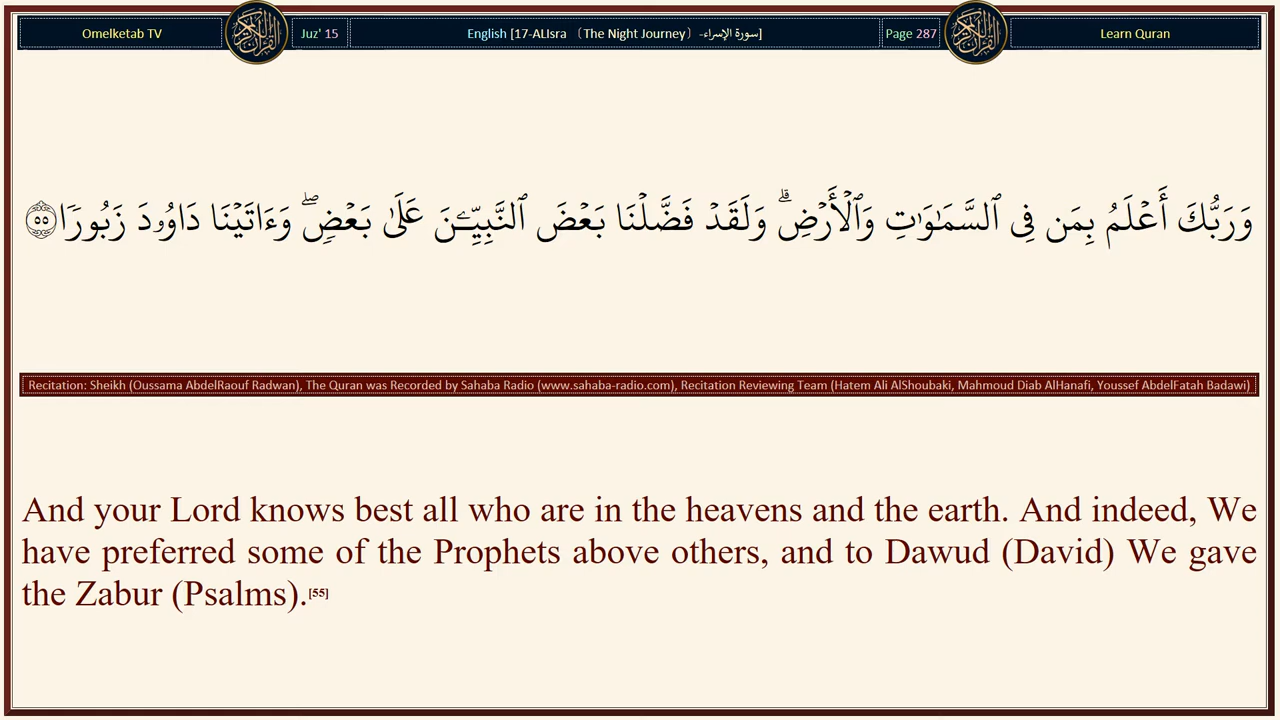 Omelketab TV
Juz' 15
English [17-ALIsra 〔The Night Journey〕 -سورة الإسراء]
Page 287
Learn Quran
وَرَبُّكَ أَعۡلَمُ بِمَن فِي ٱلسَّمَٰوَٰتِ وَٱلۡأَرۡضِۗ وَلَقَدۡ فَضَّلۡنَا بَعۡضَ ٱلنَّبِيِّـۧنَ عَلَىٰ بَعۡضٖۖ وَءَاتَيۡنَا دَاوُۥدَ زَبُورٗا ٥٥
Recitation: Sheikh (Oussama AbdelRaouf Radwan), The Quran was Recorded by Sahaba Radio (www.sahaba-radio.com), Recitation Reviewing Team (Hatem Ali AlShoubaki, Mahmoud Diab AlHanafi, Youssef AbdelFatah Badawi)
And your Lord knows best all who are in the heavens and the earth. And indeed, We
have preferred some of the Prophets above others, and to Dawud (David) We gave
the Zabur (Psalms).[55]